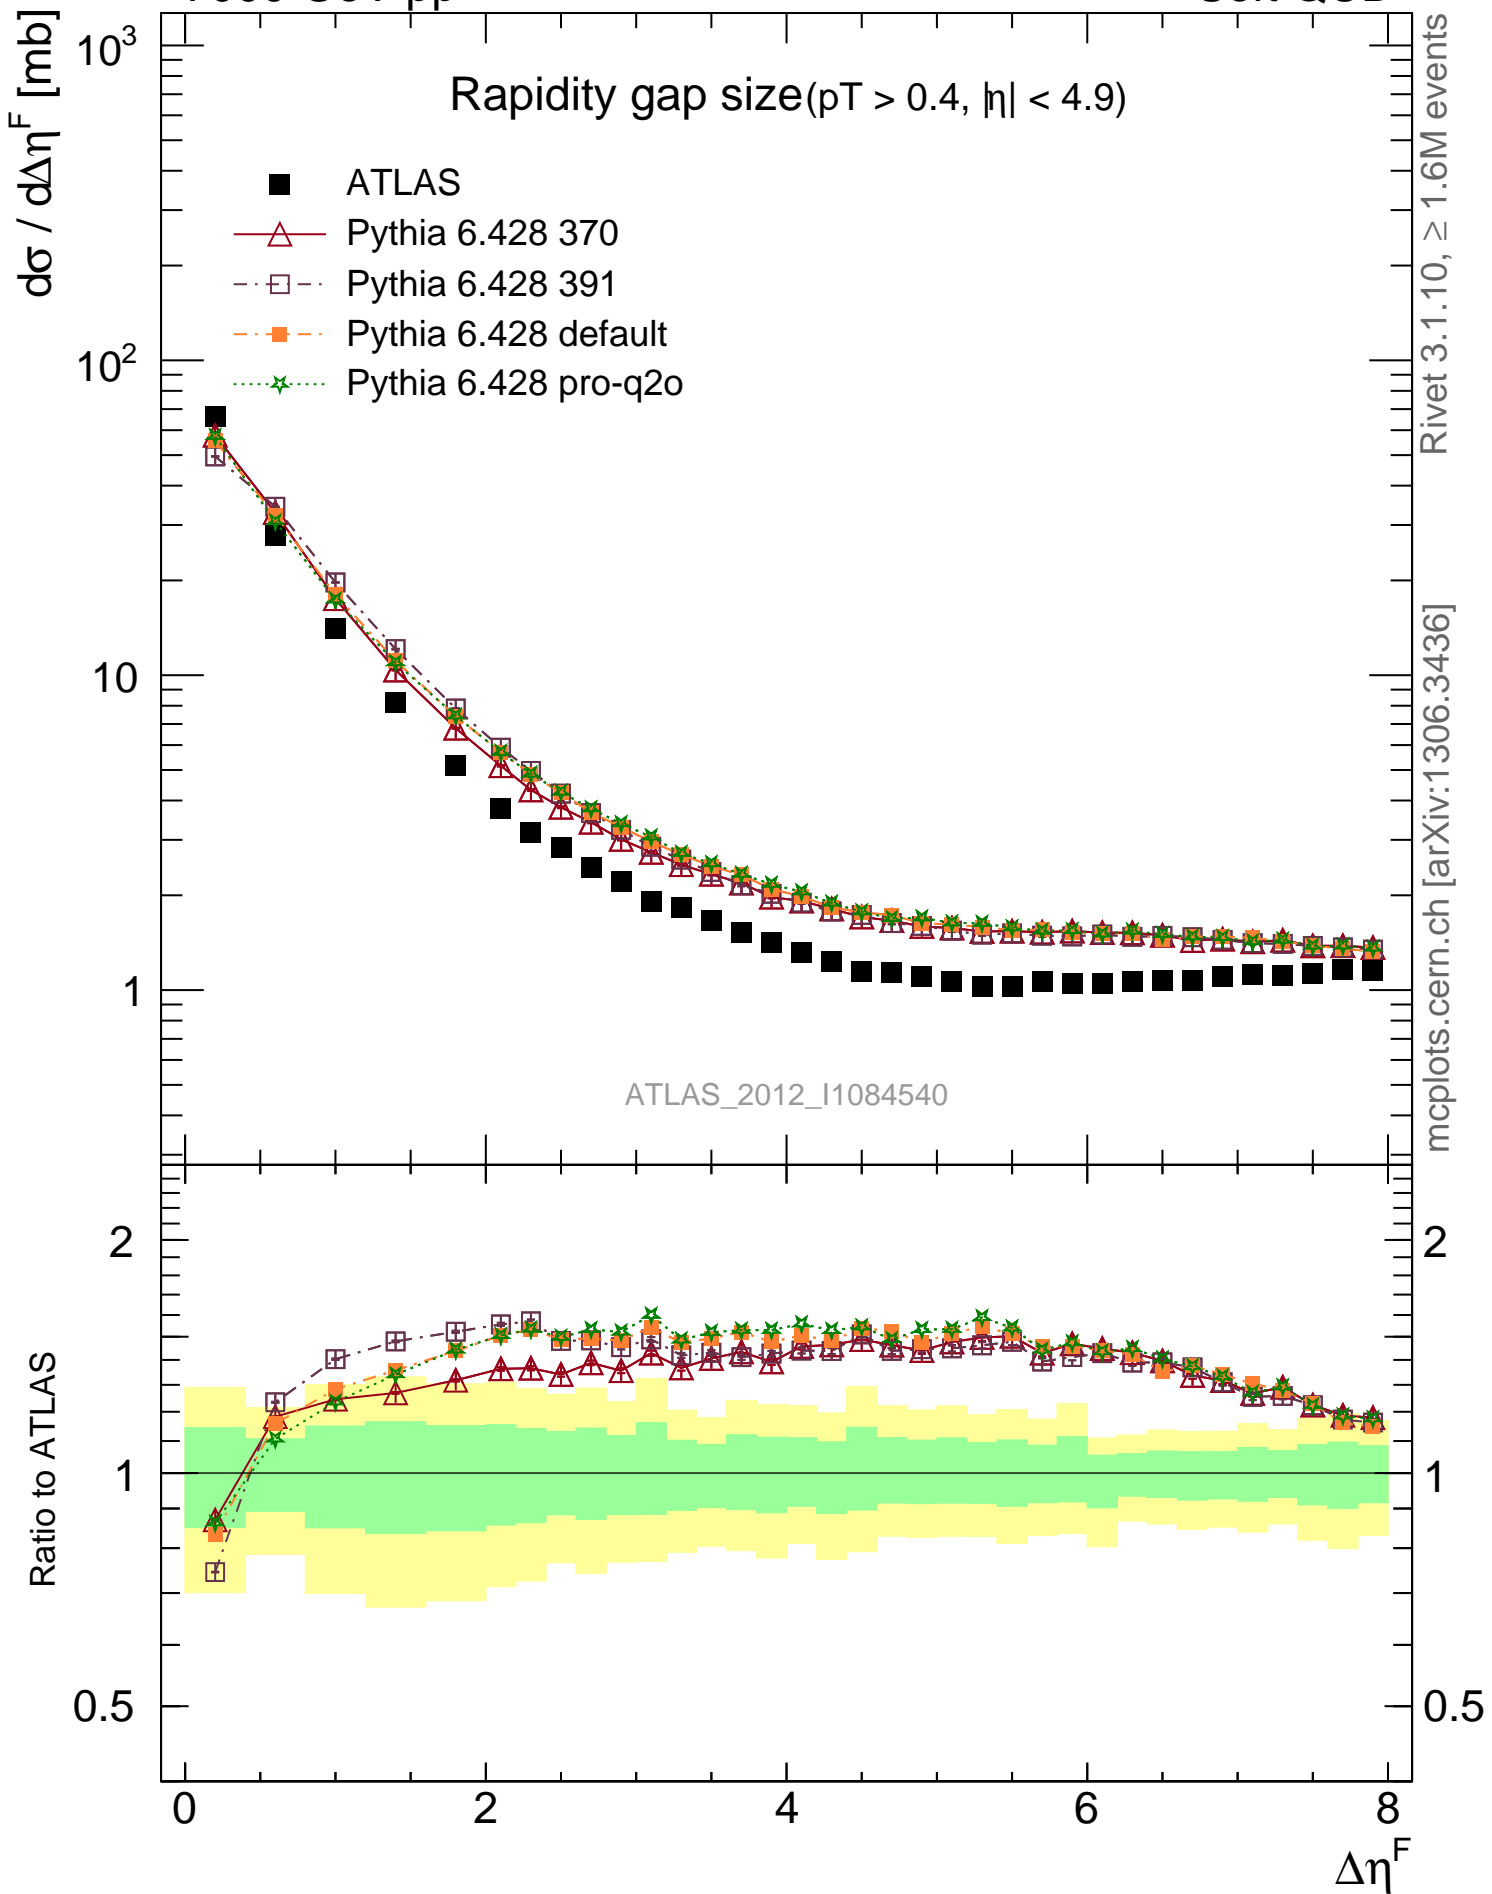 Rapidity gap size (pT > 0.4, |η| < 4.9)
dσ / dΔη^F [mb]
ATLAS
Pythia 6.428 370
Pythia 6.428 391
Pythia 6.428 default
Pythia 6.428 pro-q2o
10^3
10^2
10
1
ATLAS_2012_I1084540
Rivet 3.1.10, ≥ 1.6M events
mcplots.cern.ch [arXiv:1306.3436]
Ratio to ATLAS
2
1
0.5
2
1
0.5
0 2 4 6 8
Δη^F